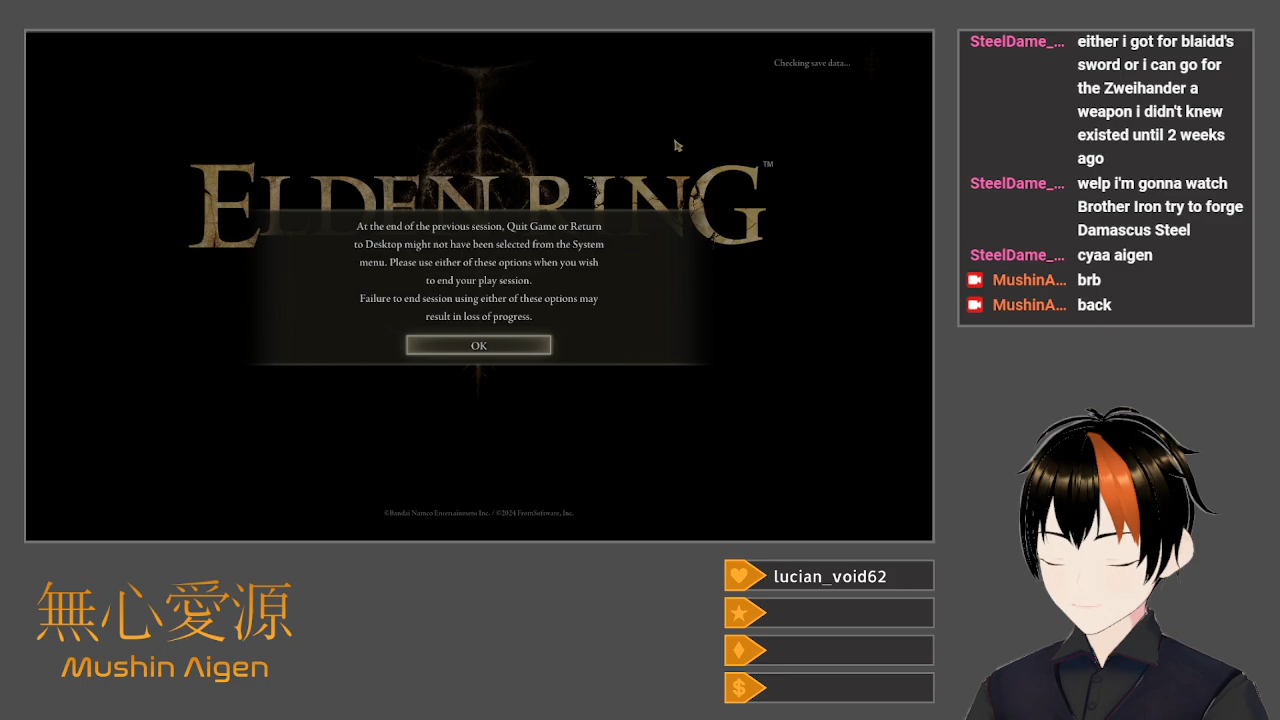 Checking save data...
ELDEN RING™
At the end of the previous session, Quit Game or Return
to Desktop might not have been selected from the System
menu. Please use either of these options when you wish
to end your play session.
Failure to end session using either of these options may
result in loss of progress.
OK
©Bandai Namco Entertainment Inc. / ©2024 FromSoftware, Inc.
SteelDame_... either i got for blaidd's
sword or i can go for
the Zweihander a
weapon i didn't knew
existed until 2 weeks
ago
SteelDame_... welp i'm gonna watch
Brother Iron try to forge
Damascus Steel
SteelDame_... cyaa aigen
MushinA... brb
MushinA... back
無心愛源
Mushin Aigen
lucian_void62
$